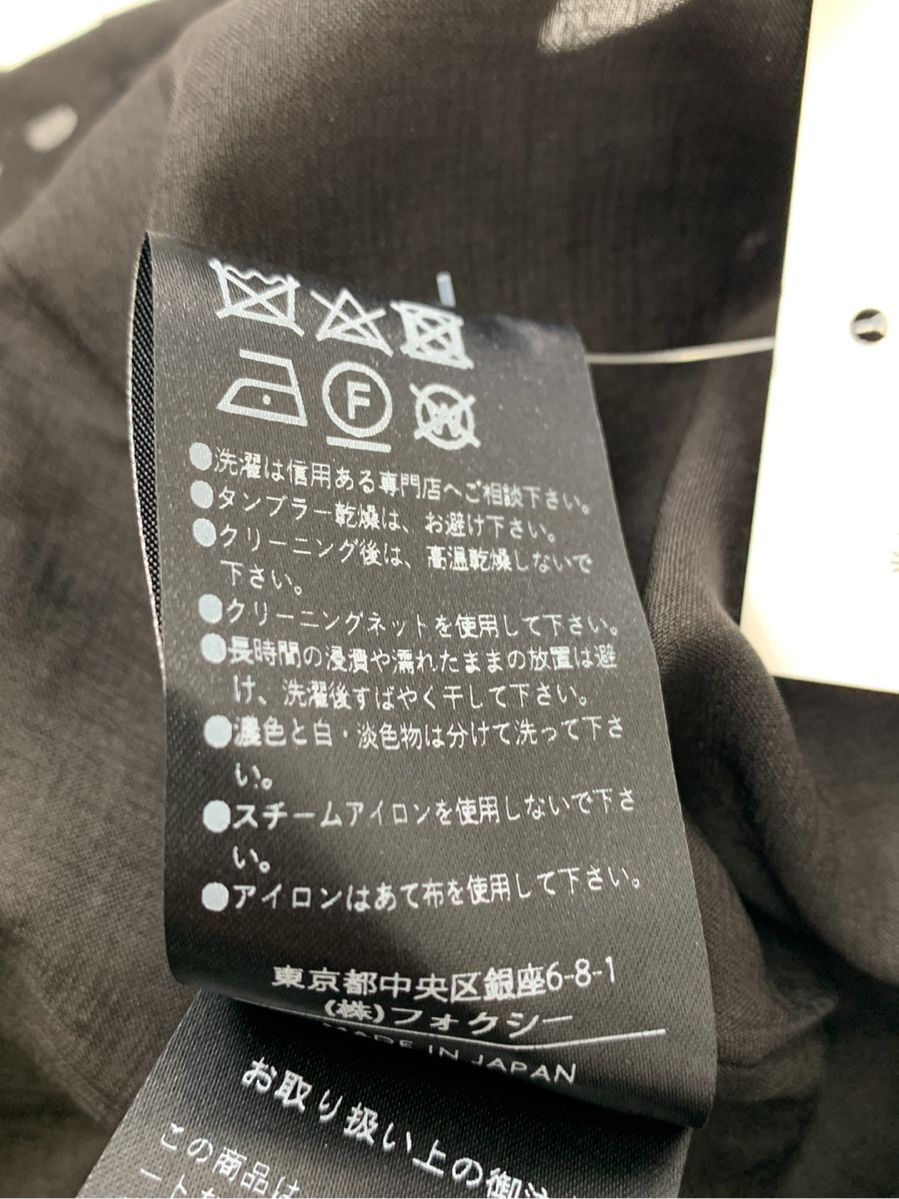 F
W
●洗濯は信用ある専門店へご相談下さい。
●タンブラー乾燥は、お避け下さい。
●クリーニング後は、高温乾燥しないで
下さい。
●クリーニングネットを使用して下さい。
●長時間の浸漬や濡れたままの放置は避
け、洗濯後すばやく干して下さい。
●濃色と白・淡色物は分けて洗って下さ
い。
●スチームアイロンを使用しないで下さ
い。
●アイロンはあて布を使用して下さい。
東京都中央区銀座6-8-1
(株)フォクシー
MADE IN JAPAN
お取り扱い上の御注
この商品は